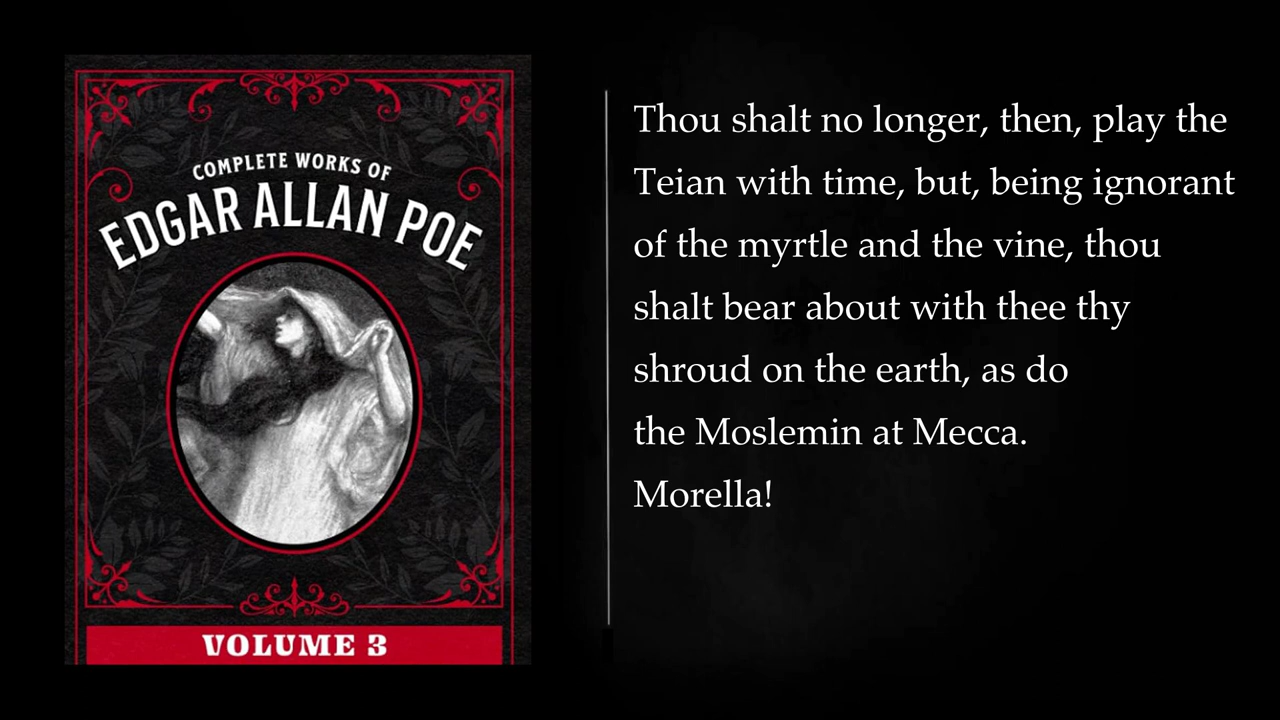 COMPLETE WORKS OF
EDGAR ALLAN POE
VOLUME 3
Thou shalt no longer, then, play the
Teian with time, but, being ignorant
of the myrtle and the vine, thou
shalt bear about with thee thy
shroud on the earth, as do
the Moslemin at Mecca.
Morella!